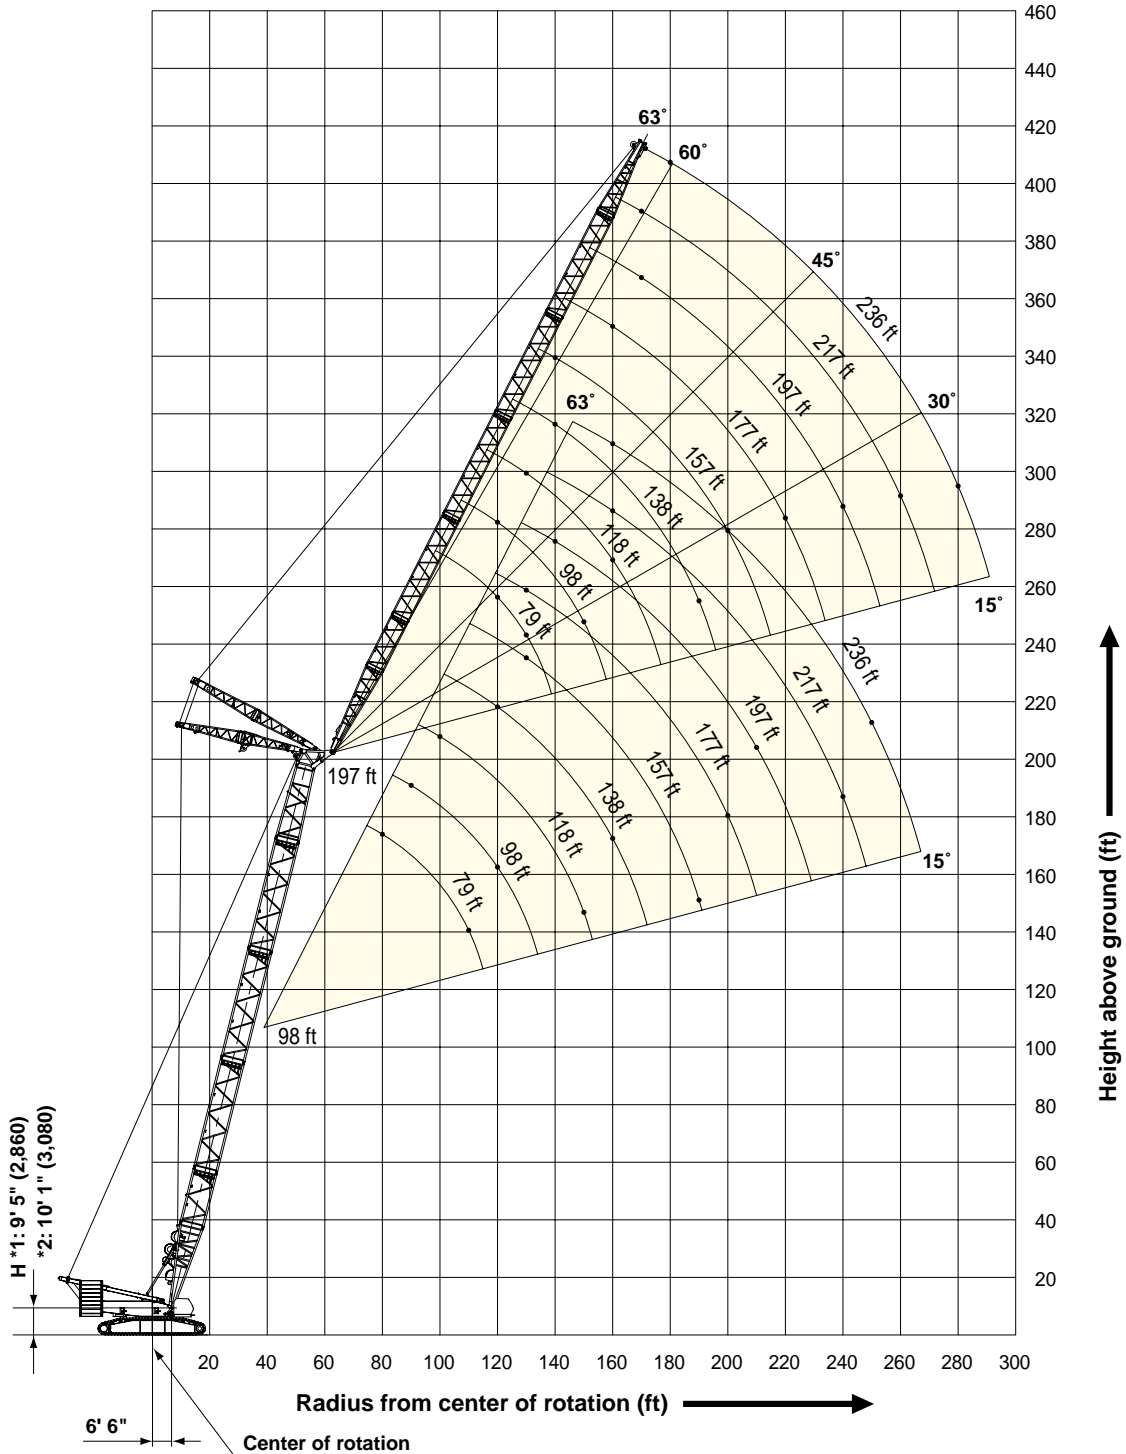 460
440
420
400
380
360
340
320
300
280
260
240
220
200
180
160
140
120
100
80
60
40
20
63˚
60˚
45˚
236 ft
217 ft
197 ft
30˚
63˚
177 ft
157 ft
138 ft
118 ft
98 ft
79 ft
15˚
236 ft
217 ft
197 ft
197 ft
177 ft
157 ft
138 ft
118 ft
98 ft
79 ft
15˚
98 ft
Height above ground (ft)
H *1: 9' 5" (2,860)
*2: 10' 1" (3,080)
20 40 60 80 100 120 140 160 180 200 220 240 260 280 300
Radius from center of rotation (ft)
6' 6"
Center of rotation